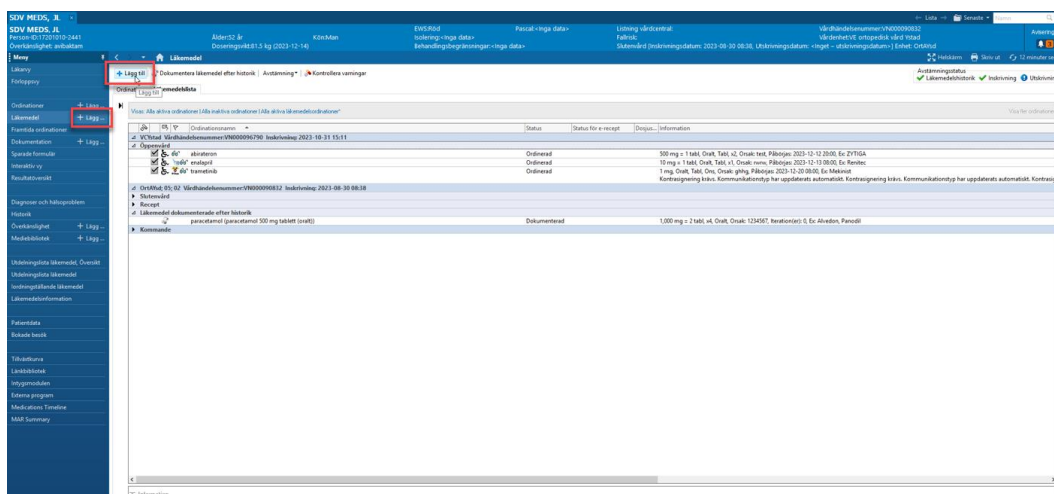 SDV MEDS, JL
Lista
Senaste
SDV MEDS, JL
Person-ID:17201010-2441
Överkänslighet: avibaktam
Ålder:52 år
Kön:Man
Doseringsvikt:81.5 kg (2023-12-14)
EWS:Röd
Isolering:<Inga data>
Behandlingsbegränsningar:<Inga data>
Pascal:<Inga data>
Listning vårdcentral:
Fallrisk:
Slutenvård (Inskrivningsdatum: 2023-08-30 08:38, Utskrivningsdatum: <Inget – utskrivningsdatum>) Enhet: OrtAYtd
Vårdhändelsenummer:VN000090832
Vårdenhet:VE ortopedisk vård Ystad
Avisering
Meny
Läkemedel
Helskärm
Skriv ut
12 minuter se
Läkarvy
Förloppsvy
Ordinationer
+ Lägg ...
Läkemedel
+ Lägg ...
Framtida ordinationer
Dokumentation
+ Lägg ...
Sparade formulär
Interaktiv vy
Resultatöversikt
Diagnoser och hälsoproblem
Historik
Överkänslighet
+ Lägg ...
Mediebibliotek
+ Lägg ...
Utdelningslista läkemedel, Översikt
Utdelningslista läkemedel
Iordningställande läkemedel
Läkemedelsinformation
Patientdata
Bokade besök
Tillväxtkurva
Länkbibliotek
Intygsmodulen
Externa program
Medications Timeline
MAR Summary
+ Lägg till
Dokumentera läkemedel efter historik
Avstämning
Kontrollera varningar
Avstämningsstatus
Läkemedelshistorik
Inskrivning
Utskrivnin
Lägg till
Visas: Alla aktiva ordinationer | Alla inaktiva ordinationer | Alla aktiva läkemedelsordinationer
Visa fler ordinationer
Ordinationsnamn
Status
Status för e-recept
Dosjus...
Information
VCYstad Vårdhändelsenummer:VN000096790 Inskrivning: 2023-10-31 15:11
Öppenvård
abirateron
Ordinerad
500 mg = 1 tabl, Oralt, Tabl, x2, Orsak: test, Påbörjas: 2023-12-12 20:00, Ex: ZYTIGA
enalapril
Ordinerad
10 mg = 1 tabl, Oralt, Tabl, x1, Orsak: nvnv, Påbörjas: 2023-12-13 08:00, Ex: Renitec
trametinib
Ordinerad
1 mg, Oralt, Tabl, Ons, Orsak: ghhg, Påbörjas: 2023-12-20 08:00, Ex: Mekinist
Kontrasignering krävs. Kommunikationstyp har uppdaterats automatiskt. Kontrasignering krävs. Kommunikationstyp har uppdaterats automatiskt. Kontrasig
OrtAYtd; 05; 02 Vårdhändelsenummer:VN000090832 Inskrivning: 2023-08-30 08:38
Slutenvård
Recept
Läkemedel dokumenterade efter historik
paracetamol (paracetamol 500 mg tablett (oralt))
Dokumenterad
1,000 mg = 2 tabl, x4, Oralt, Orsak: 1234567, Iteration(er): 0, Ex: Alvedon, Panodil
Kommande